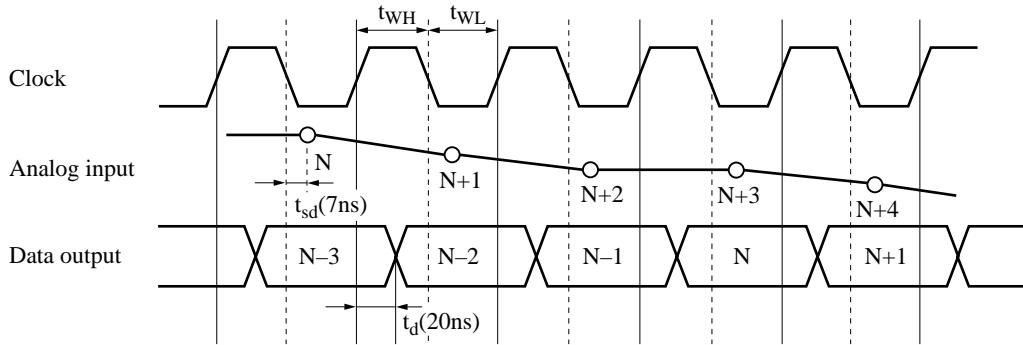 tWH tWL
Clock
Analog input
N N+1 N+2 N+3 N+4
tsd(7ns)
Data output
N–3 N–2 N–1 N N+1
td(20ns)